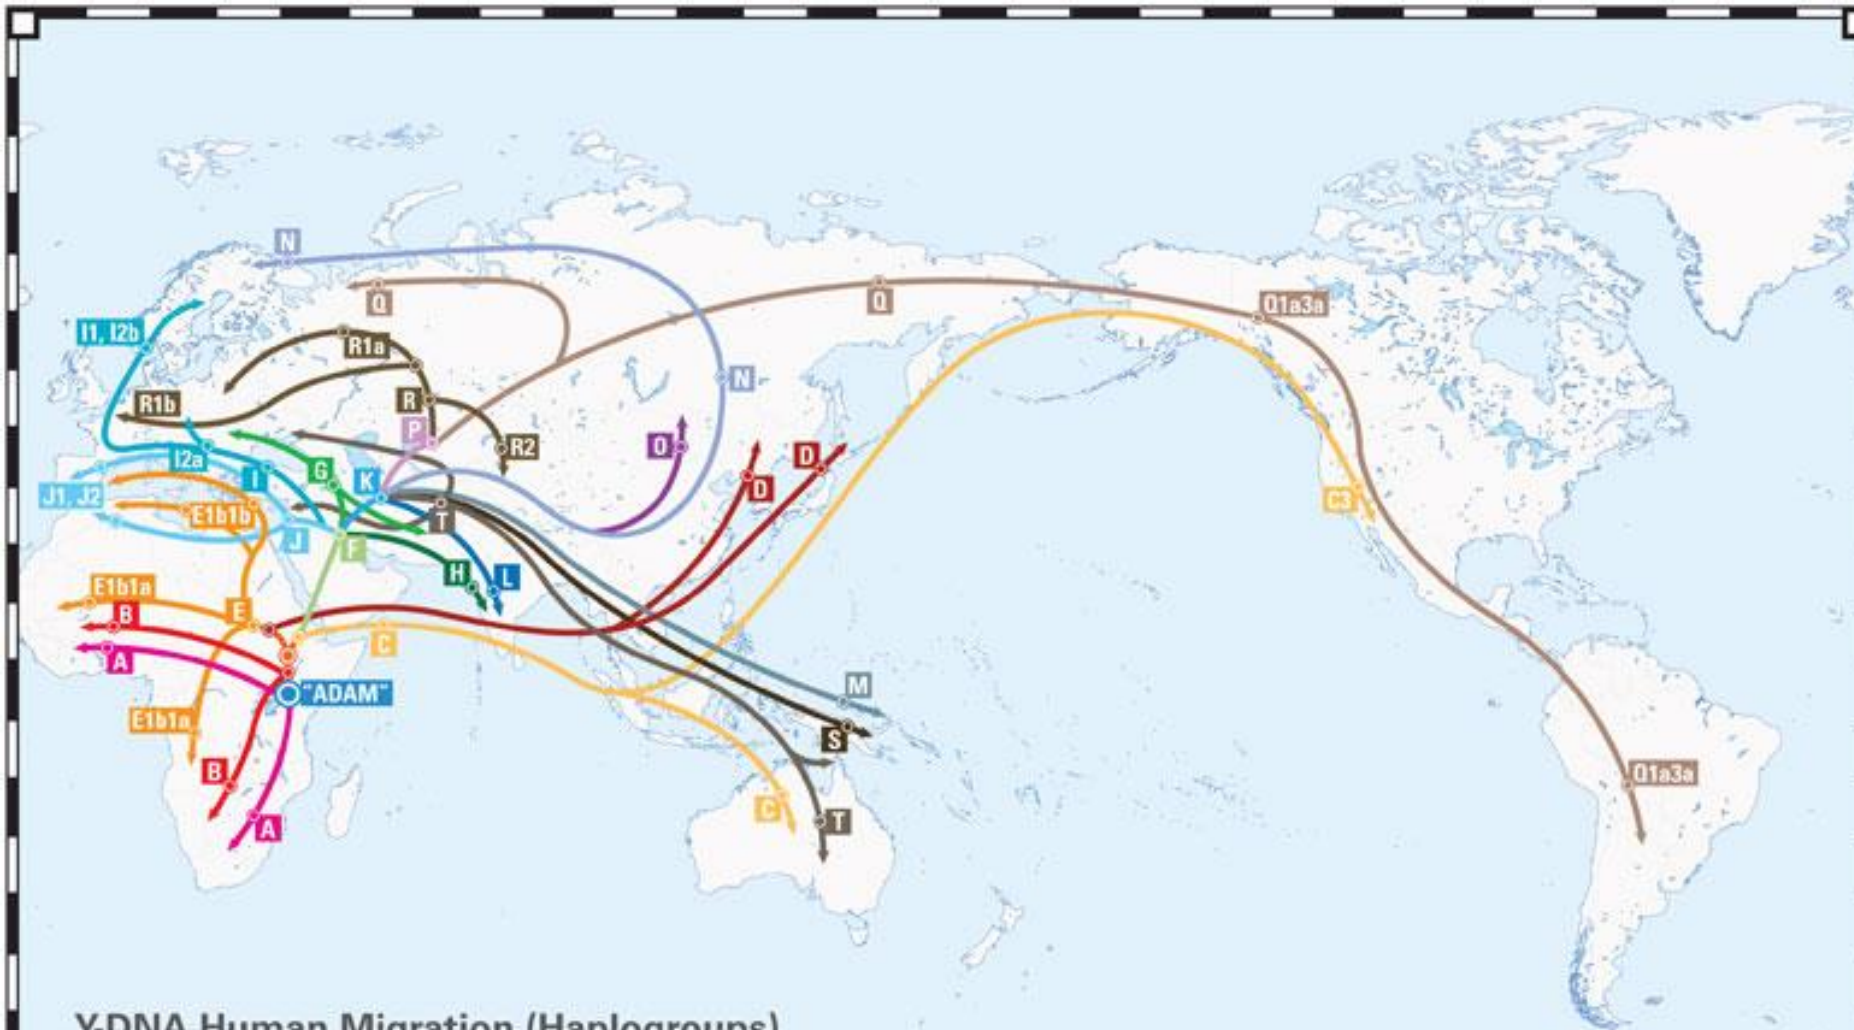 N
Q
Q
Q1a3a
I1, I2b
R1a
N
R1b
R
P
R2
O
D
D
I2a
G
I
K
J1, J2
C3
E1b1b
T
J
F
H
L
E1b1a
B
E
A
C
"ADAM"
M
E1b1a
S
B
Q1a3a
C
T
A
Y-DNA Human Migration (Haplogroups)